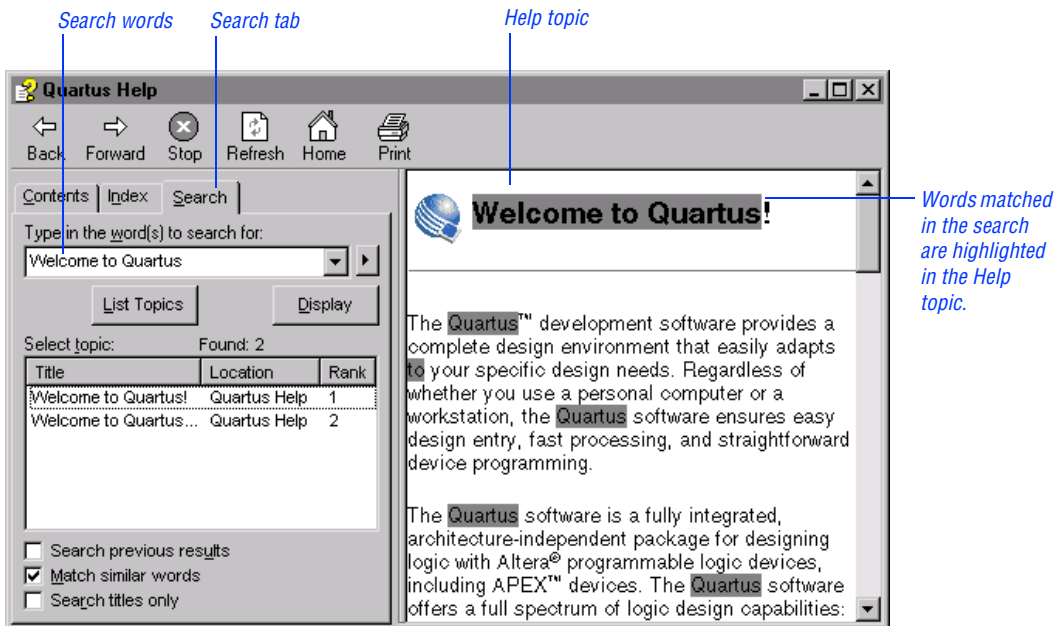 Search words
Search tab
Help topic
Quartus Help
Back Forward Stop Refresh Home Print
Contents Index Search
Type in the word(s) to search for:
Welcome to Quartus
List Topics Display
Select topic: Found: 2
Title Location Rank
Welcome to Quartus! Quartus Help 1
Welcome to Quartus... Quartus Help 2
Search previous results
Match similar words
Search titles only
Welcome to Quartus!
The Quartus™ development software provides a
complete design environment that easily adapts
to your specific design needs. Regardless of
whether you use a personal computer or a
workstation, the Quartus software ensures easy
design entry, fast processing, and straightforward
device programming.
The Quartus software is a fully integrated,
architecture-independent package for designing
logic with Altera® programmable logic devices,
including APEX™ devices. The Quartus software
offers a full spectrum of logic design capabilities:
Words matched
in the search
are highlighted
in the Help
topic.